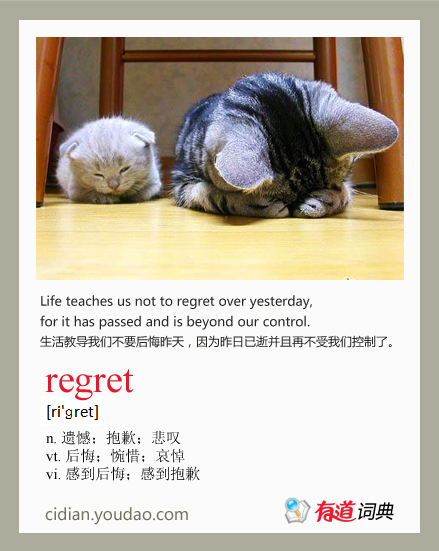 Life teaches us not to regret over yesterday,
for it has passed and is beyond our control.
生活教导我们不要后悔昨天，因为昨日已逝并且再不受我们控制了。
regret
[ri'gret]
n. 遗憾；抱歉；悲叹
vt. 后悔；惋惜；哀悼
vi. 感到后悔；感到抱歉
cidian.youdao.com
有道 词典